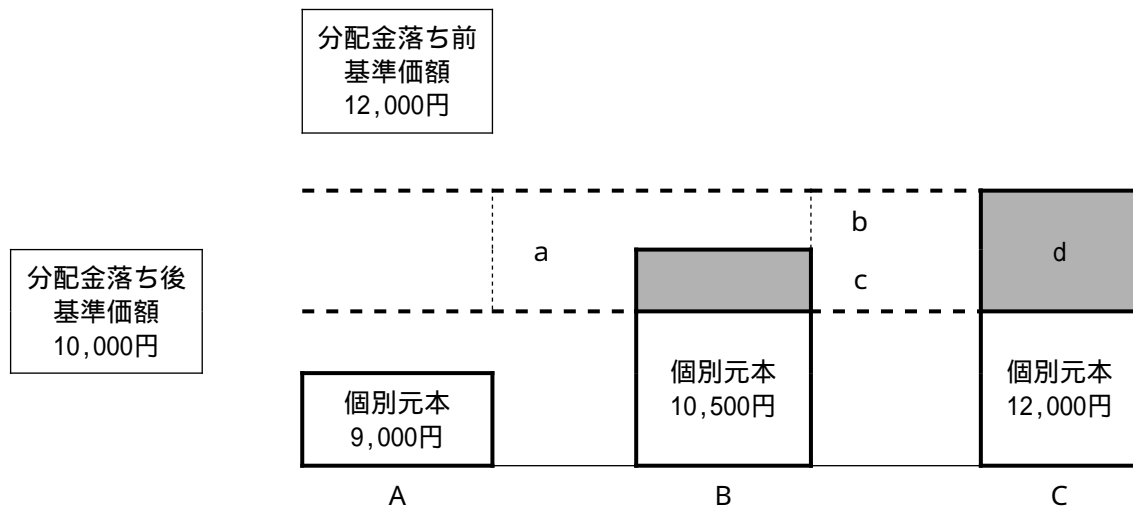 分配金落ち前
基準価額
12,000円
b
a
d
c
分配金落ち後
基準価額
10,000円
個別元本
9,000円
個別元本
10,500円
個別元本
12,000円
A
B
C